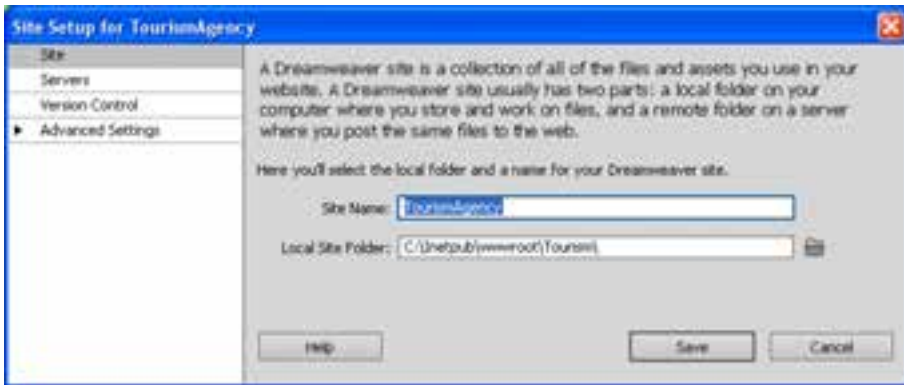 Site Setup for TourismAgency
Site
Servers
Version Control
Advanced Settings
A Dreamweaver site is a collection of all of the files and assets you use in your
website. A Dreamweaver site usually has two parts: a local folder on your
computer where you store and work on files, and a remote folder on a server
where you post the same files to the web.
Here you'll select the local folder and a name for your Dreamweaver site.
Site Name: TourismAgency
Local Site Folder: C:\Inetpub\wwwroot\Tourism\
Help
Save
Cancel